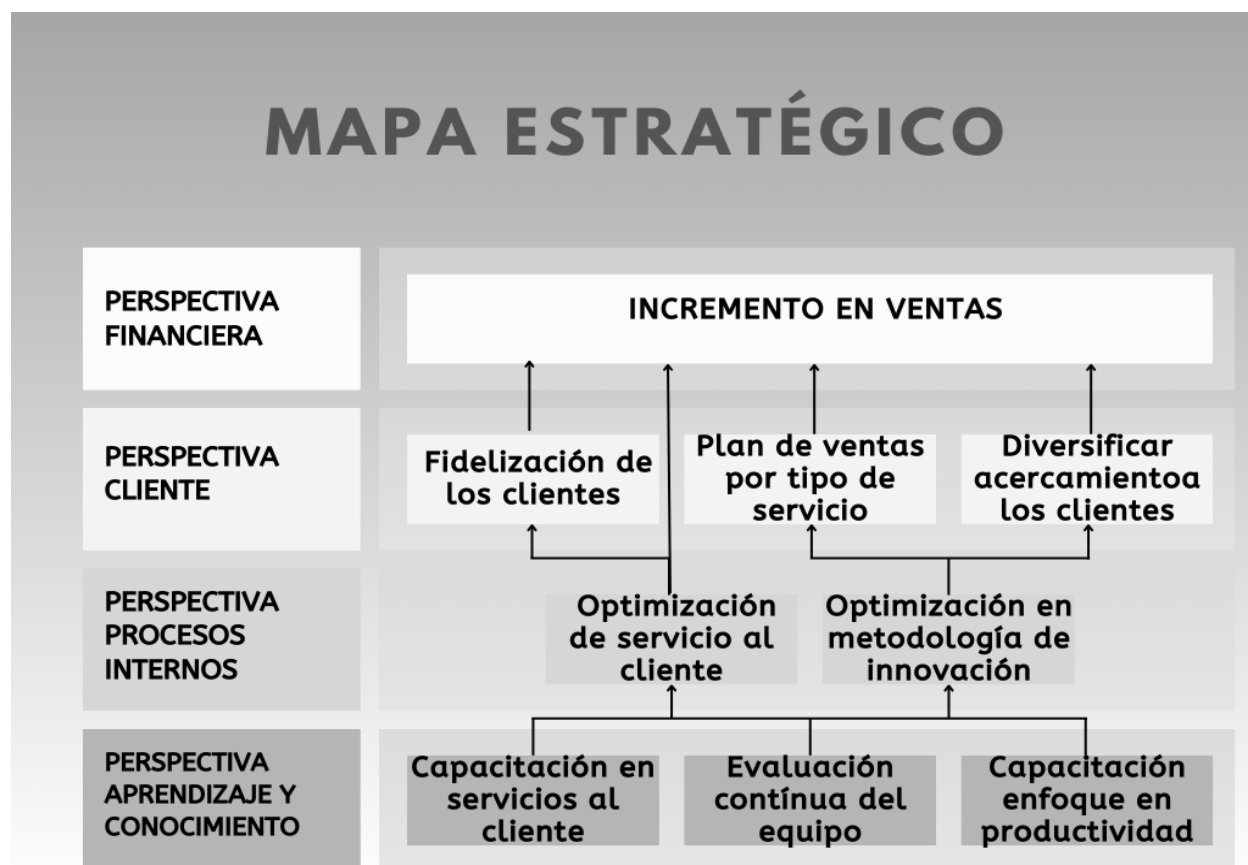 MAPA ESTRATÉGICO
PERSPECTIVA
FINANCIERA
INCREMENTO EN VENTAS
PERSPECTIVA
CLIENTE
Fidelización de
los clientes
Plan de ventas
por tipo de
servicio
Diversificar
acercamientoa
los clientes
PERSPECTIVA
PROCESOS
INTERNOS
Optimización
de servicio al
cliente
Optimización en
metodología de
innovación
PERSPECTIVA
APRENDIZAJE Y
CONOCIMIENTO
Capacitación en
servicios al
cliente
Evaluación
contínua del
equipo
Capacitación
enfoque en
productividad